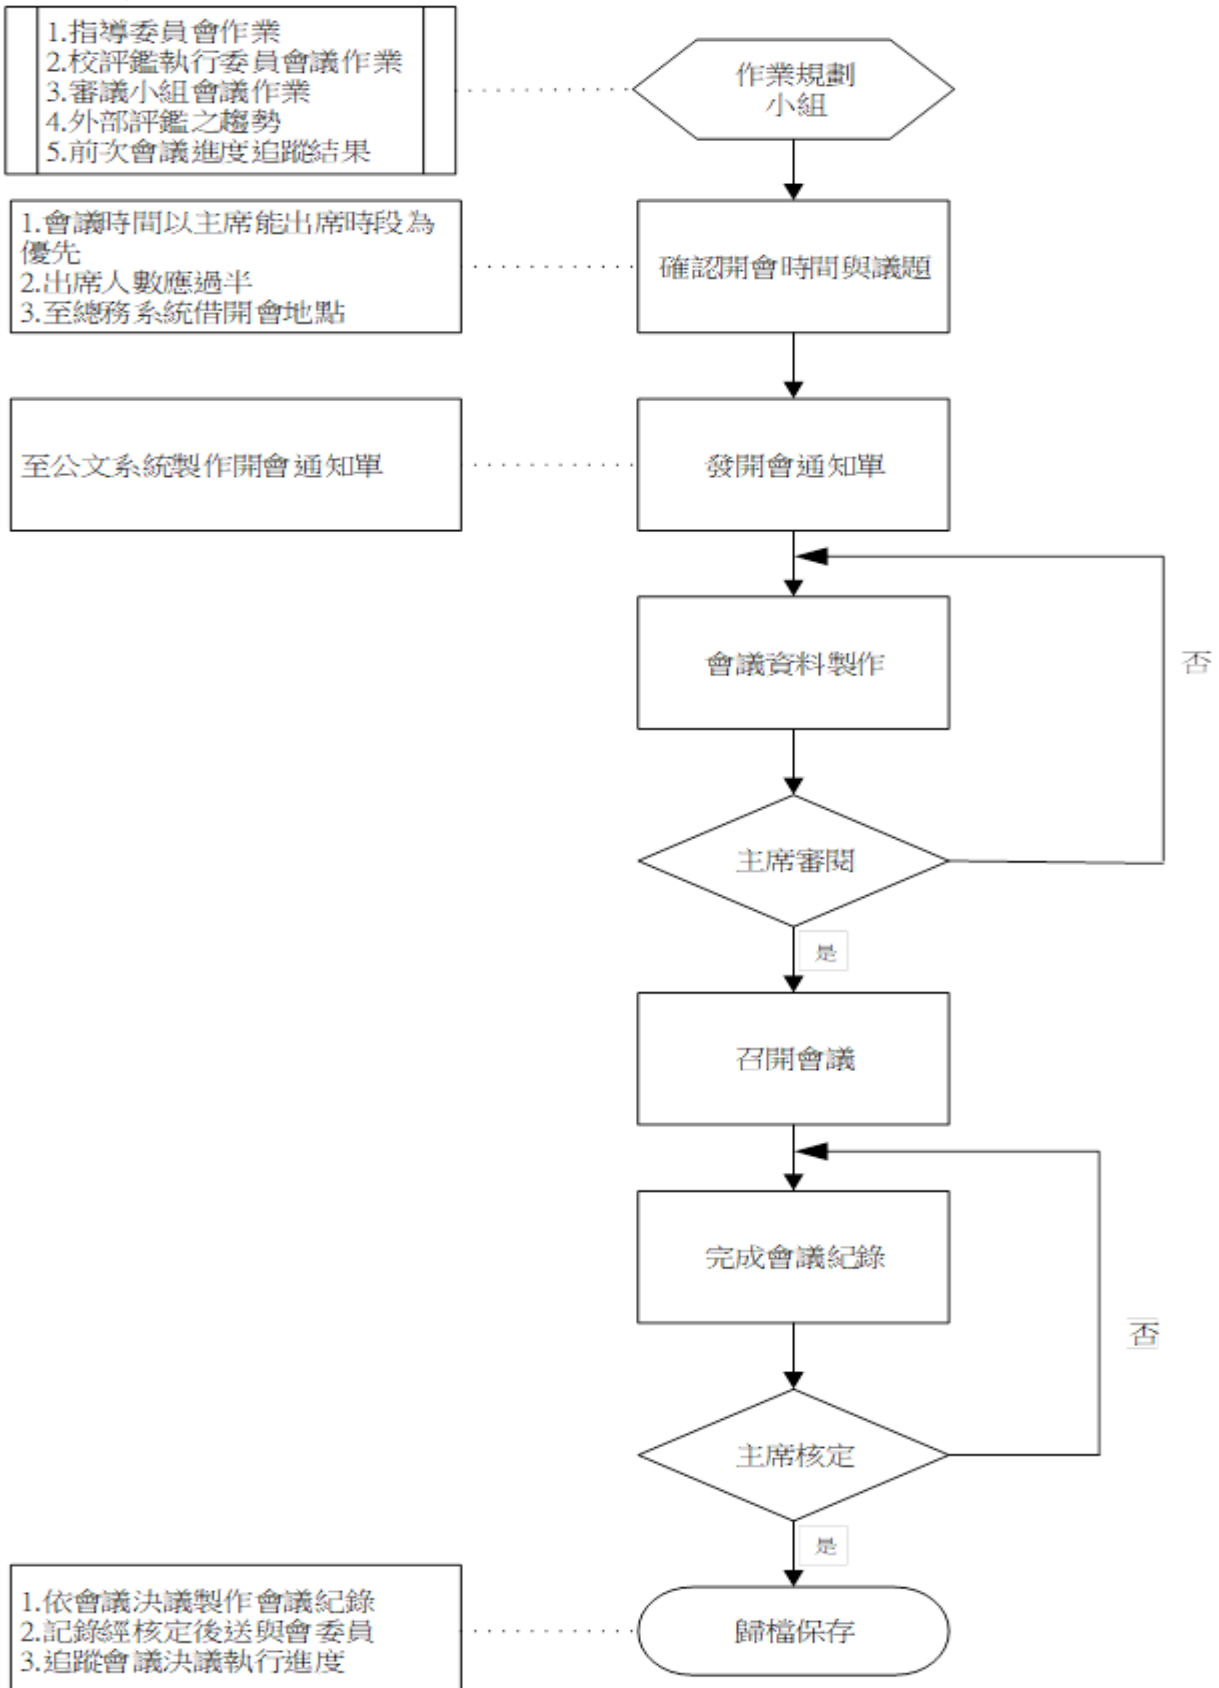 1.指導委員會作業
2.校評鑑執行委員會議作業
3.審議小組會議作業
4.外部評鑑之趨勢
5.前次會議進度追蹤結果
作業規劃
小組
1.會議時間以主席能出席時段為
優先
2.出席人數應過半
3.至總務系統借開會地點
確認開會時間與議題
至公文系統製作開會通知單
發開會通知單
會議資料製作
否
主席審閱
是
召開會議
完成會議紀錄
否
主席核定
是
1.依會議決議製作會議紀錄
2.記錄經核定後送與會委員
3.追蹤會議決議執行進度
歸檔保存